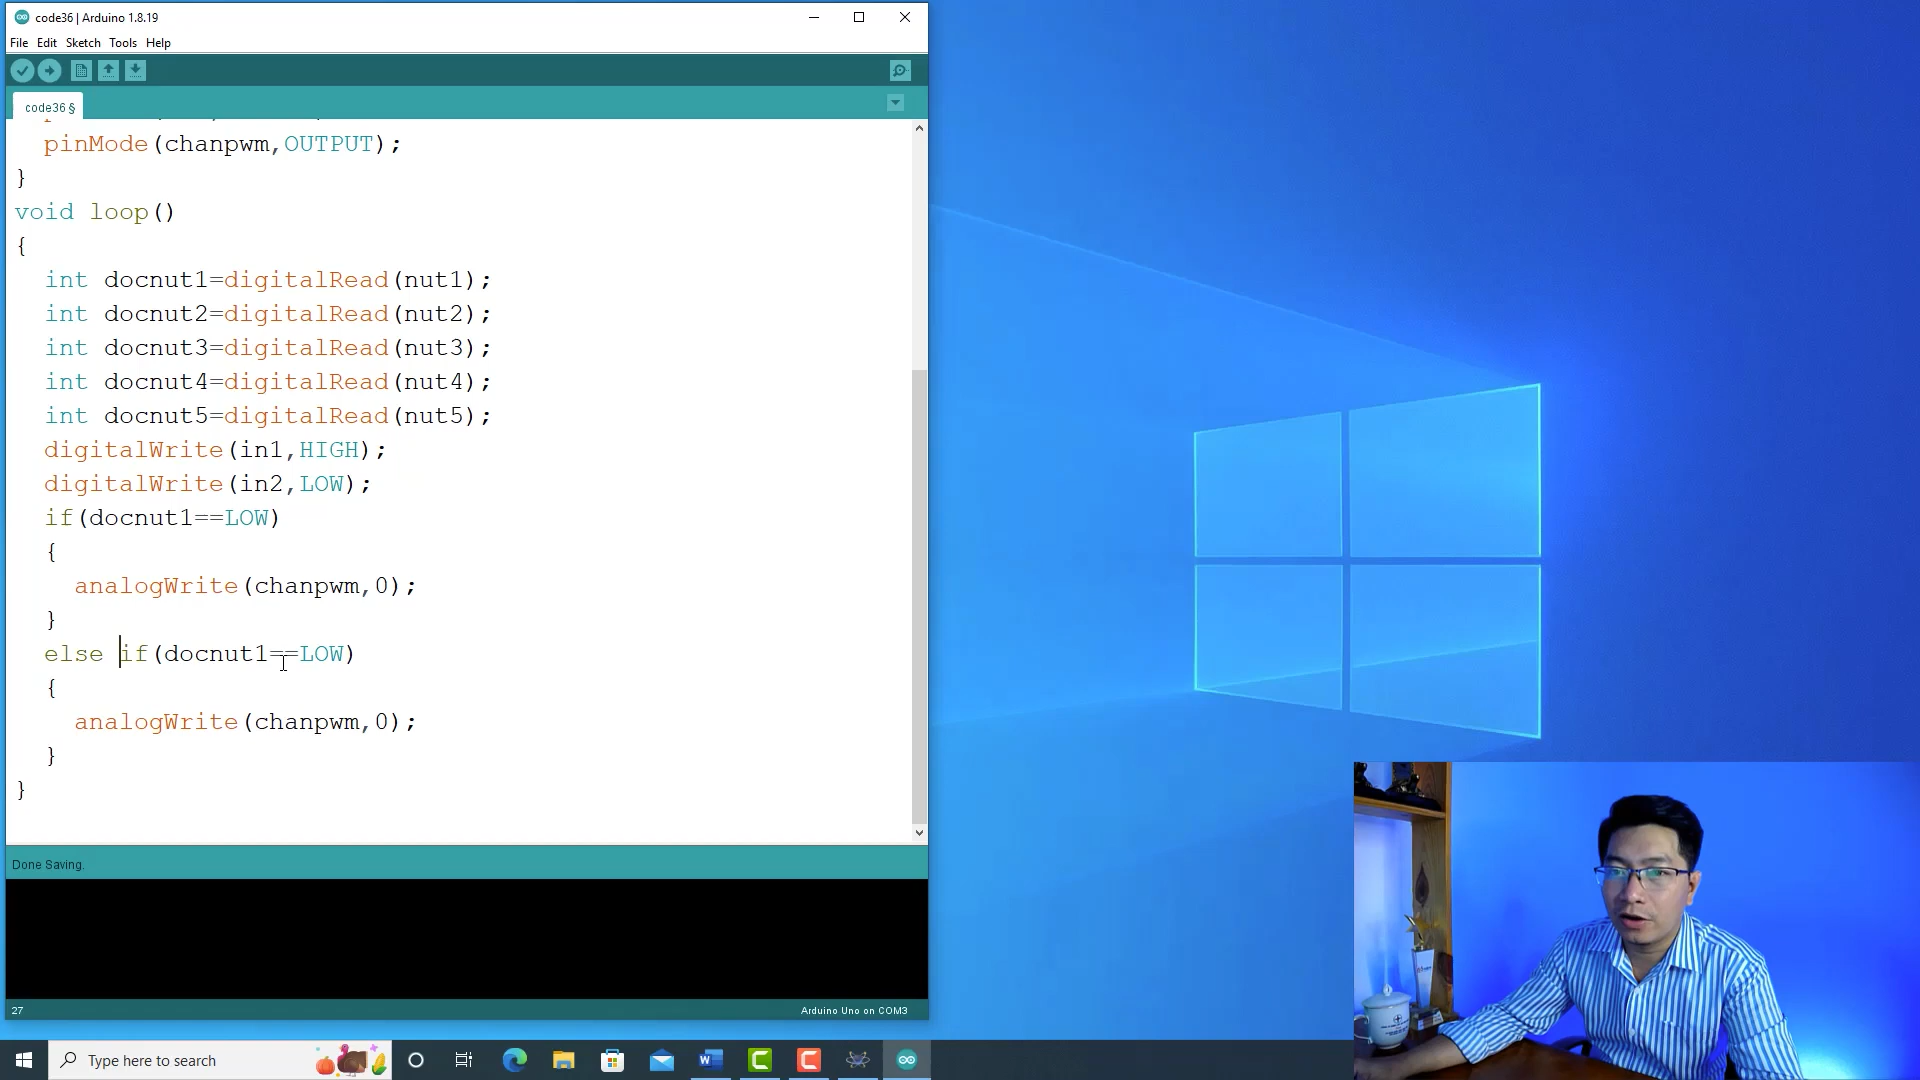 code36 | Arduino 1.8.19
File Edit Sketch Tools Help
code36 §
pinMode(chanpwm,OUTPUT);
}
void loop()
{
int docnut1=digitalRead(nut1);
int docnut2=digitalRead(nut2);
int docnut3=digitalRead(nut3);
int docnut4=digitalRead(nut4);
int docnut5=digitalRead(nut5);
digitalWrite(in1,HIGH);
digitalWrite(in2,LOW);
if(docnut1==LOW)
{
analogWrite(chanpwm,0);
}
else if(docnut1==LOW)
{
analogWrite(chanpwm,0);
}
}
Done Saving.
27
Arduino Uno on COM3
Type here to search